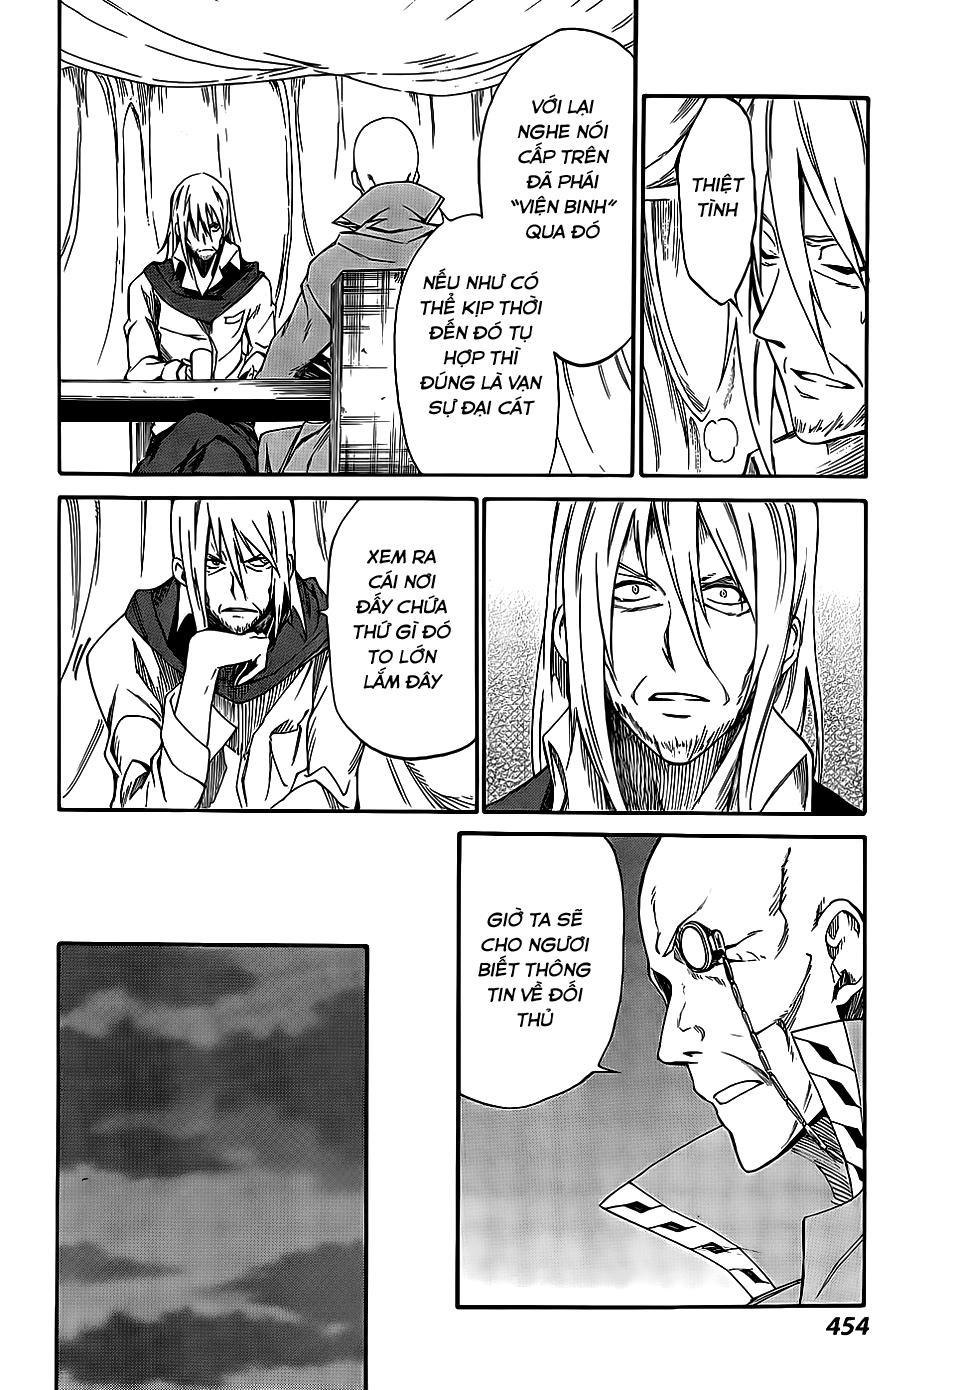 THIỆT
TÌNH
VỚI LẠI
NGHE NÓI
CẤP TRÊN
ĐÃ PHÁI
“VIỆN BINH”
QUA ĐÓ
NẾU NHƯ CÓ
THỂ KỊP THỜI
ĐẾN ĐÓ TỤ
HỢP THÌ
ĐÚNG LÀ VẠN
SỰ ĐẠI CÁT
XEM RA
CÁI NƠI
ĐẤY CHỨA
THỨ GÌ ĐÓ
TO LỚN
LẮM ĐÂY
GIỜ TA SẼ
CHO NGƯƠI
BIẾT THÔNG
TIN VỀ ĐỐI
THỦ
454